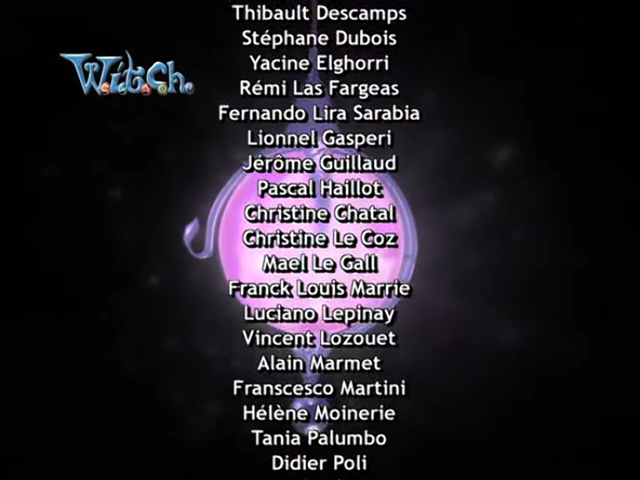 Thibault Descamps
Stéphane Dubois
W.i.t.c.h.
Yacine Elghorri
Rémi Las Fargeas
Fernando Lira Sarabia
Lionnel Gasperi
Jérôme Guillaud
Pascal Haillot
Christine Chatal
Christine Le Coz
Mael Le Gall
Franck Louis Marrie
Luciano Lepinay
Vincent Lozouet
Alain Marmet
Franscesco Martini
Hélène Moinerie
Tania Palumbo
Didier Poli